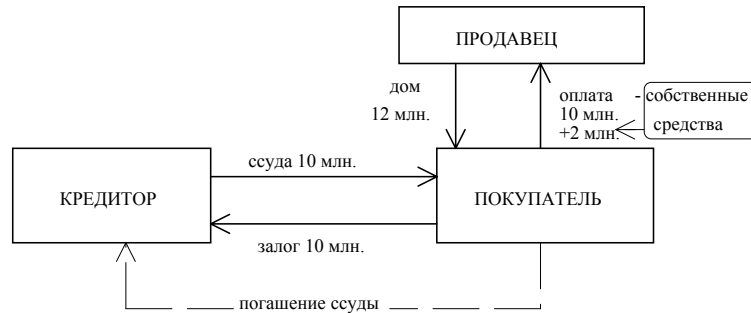 ПРОДАВЕЦ
дом
12 млн.
оплата
10 млн.
+2 млн.
- собственные
средства
ссуда 10 млн.
КРЕДИТОР
ПОКУПАТЕЛЬ
залог 10 млн.
погашение ссуды